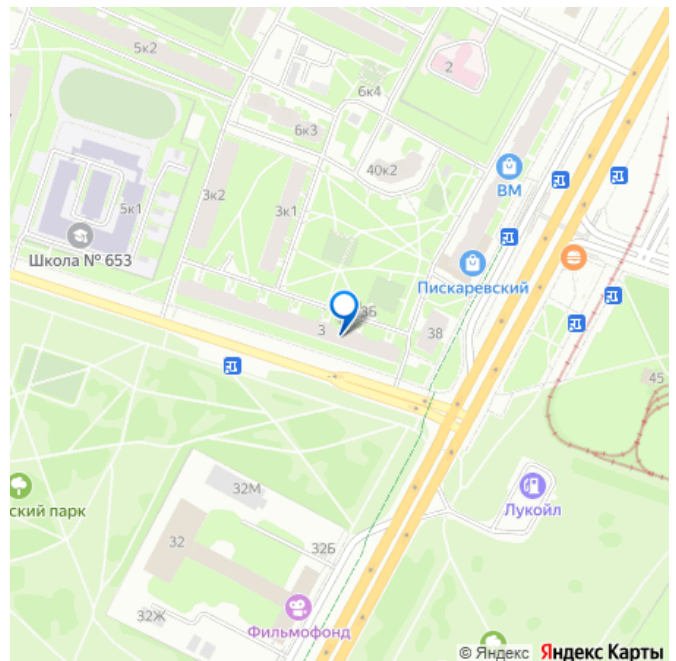 5к2
2
6к4
6к3
40к2
3к2
ВМ
5к1
3к1
Школа № 653
Пискаревский
3Б
3
38
45
ский парк
32М
Лукойл
32
32Б
32Ж
Фильмофонд
© Яндекс Яндекс Карты